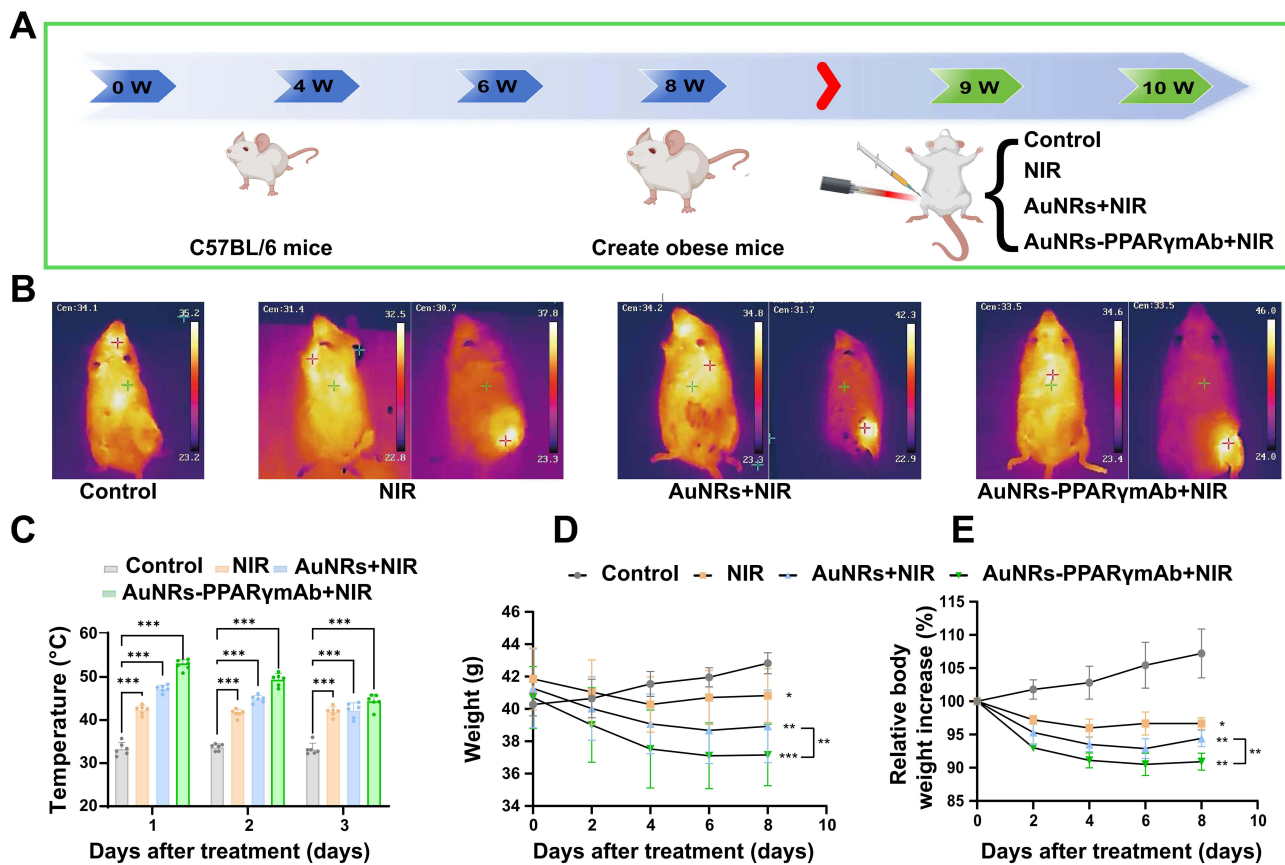 A
0 W
4 W
6 W
8 W
9 W
10 W
C57BL/6 mice
Create obese mice
Control
NIR
AuNRs+NIR
AuNRs-PPARγmAb+NIR
B
Cen:34.1
35.2
23.2
Control
Cen:31.4
32.5
22.8
Cen:30.7
37.8
23.3
NIR
Cen:34.2
34.8
23.3
Cen:31.7
42.3
22.9
AuNRs+NIR
Cen:33.5
34.6
23.4
Cen:33.5
46.0
24.0
AuNRs-PPARγmAb+NIR
C
Control NIR AuNRs+NIR
AuNRs-PPARγmAb+NIR
Temperature (°C)
60
50
40
30
20
***
***
***
***
***
***
***
***
***
1 2 3
Days after treatment (days)
D
E
Control NIR AuNRs+NIR AuNRs-PPARγmAb+NIR
Weight (g)
46
44
42
40
38
36
34
*
**
***
**
0 2 4 6 8 10
Days after treatment (days)
Relative body
weight increase (%)
115
110
105
100
95
90
85
*
**
**
**
0 2 4 6 8 10
Days after treatment (days)